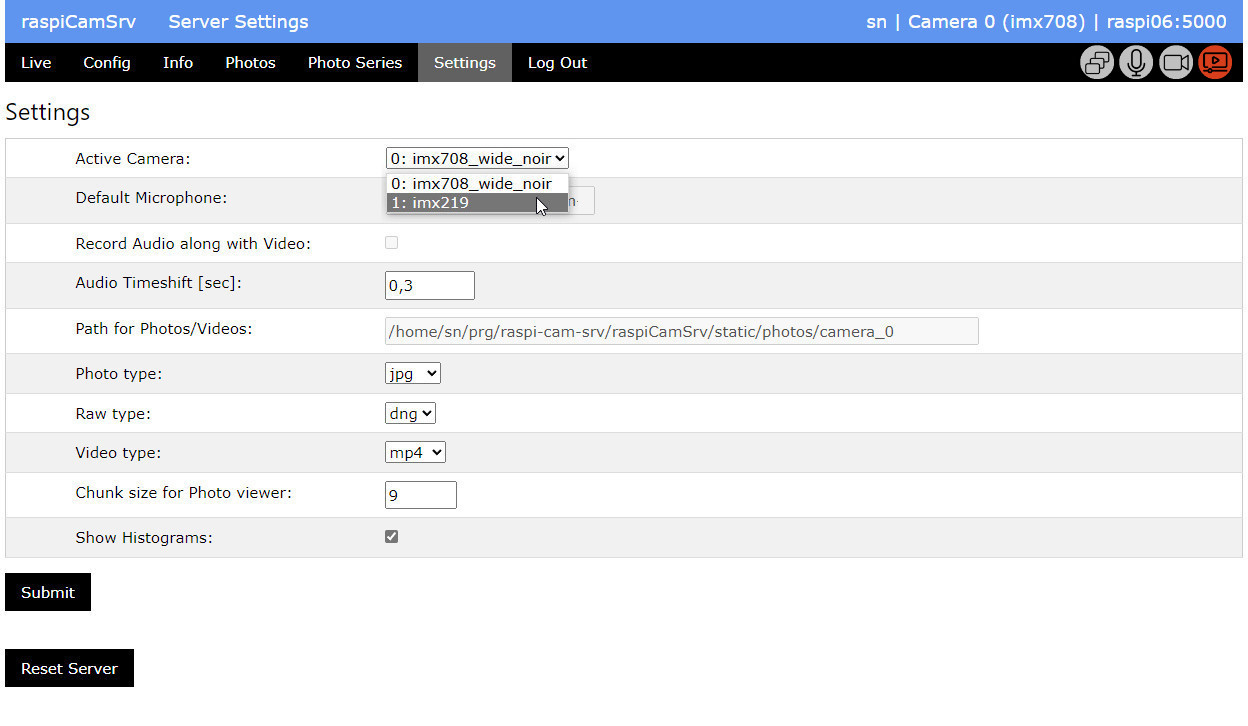 raspiCamSrv Server Settings sn | Camera 0 (imx708) | raspi06:5000
Live Config Info Photos Photo Series Settings Log Out
Settings
Active Camera: 0: imx708_wide_noir
0: imx708_wide_noir
Default Microphone:
1: imx219
Record Audio along with Video:
Audio Timeshift [sec]: 0,3
Path for Photos/Videos: /home/sn/prg/raspi-cam-srv/raspiCamSrv/static/photos/camera_0
Photo type: jpg
Raw type: dng
Video type: mp4
Chunk size for Photo viewer: 9
Show Histograms:
Submit
Reset Server